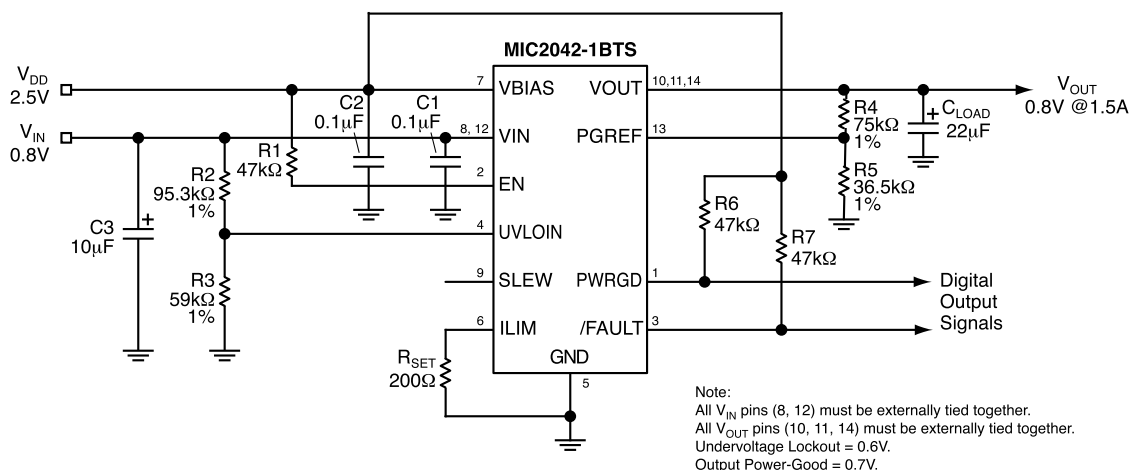 MIC2042-1BTS
VDD
2.5V
VIN
0.8V
7
VBIAS
VOUT
10,11,14
VOUT
0.8V @1.5A
C2
0.1µF
C1
0.1µF
8, 12
VIN
PGREF
13
R4
75kΩ
1%
CLOAD
22µF
R1
47kΩ
2
EN
R2
95.3kΩ
1%
R5
36.5kΩ
1%
C3
10µF
4
UVLOIN
R6
47kΩ
R7
47kΩ
R3
59kΩ
1%
9
SLEW
PWRGD
1
Digital
Output
Signals
6
ILIM
/FAULT
3
RSET
200Ω
GND
5
Note:
All VIN pins (8, 12) must be externally tied together.
All VOUT pins (10, 11, 14) must be externally tied together.
Undervoltage Lockout = 0.6V.
Output Power-Good = 0.7V.